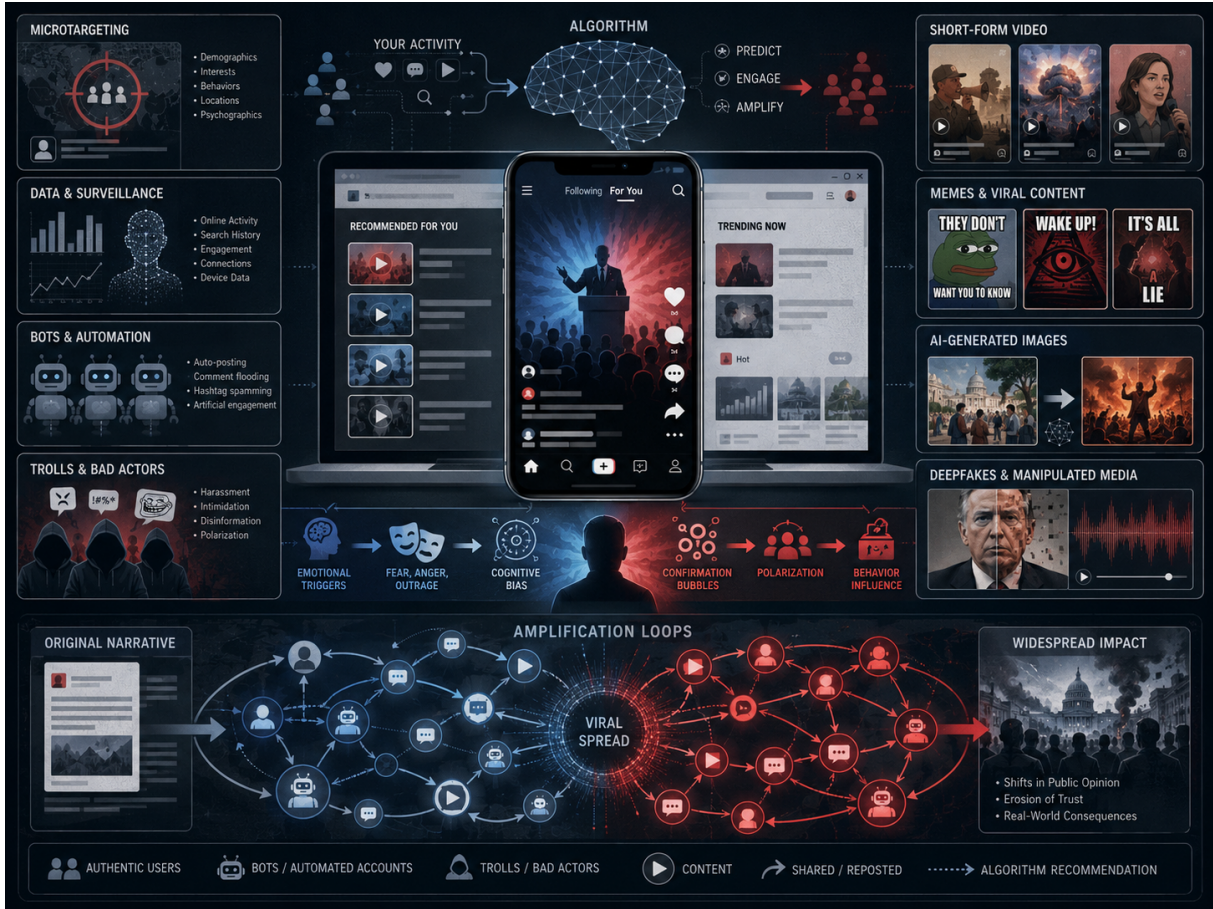 MICROTARGETING
• Demographics
• Interests
• Behaviors
• Locations
• Psychographics
YOUR ACTIVITY
ALGORITHM
PREDICT
ENGAGE
AMPLIFY
SHORT-FORM VIDEO
DATA & SURVEILLANCE
• Online Activity
• Search History
• Engagement
• Connections
• Device Data
RECOMMENDED FOR YOU
Following For You
TRENDING NOW
Hot
MEMES & VIRAL CONTENT
THEY DON'T
WANT YOU TO KNOW
WAKE UP!
IT'S ALL
A
LIE
BOTS & AUTOMATION
• Auto-posting
• Comment flooding
• Hashtag spamming
• Artificial engagement
AI-GENERATED IMAGES
TROLLS & BAD ACTORS
!#%*
• Harassment
• Intimidation
• Disinformation
• Polarization
DEEPFAKES & MANIPULATED MEDIA
EMOTIONAL
TRIGGERS
FEAR, ANGER,
OUTRAGE
COGNITIVE
BIAS
CONFIRMATION
BUBBLES
POLARIZATION
BEHAVIOR
INFLUENCE
AMPLIFICATION LOOPS
ORIGINAL NARRATIVE
VIRAL
SPREAD
WIDESPREAD IMPACT
• Shifts in Public Opinion
• Erosion of Trust
• Real-World Consequences
AUTHENTIC USERS
BOTS / AUTOMATED ACCOUNTS
TROLLS / BAD ACTORS
CONTENT
SHARED / REPOSTED
ALGORITHM RECOMMENDATION